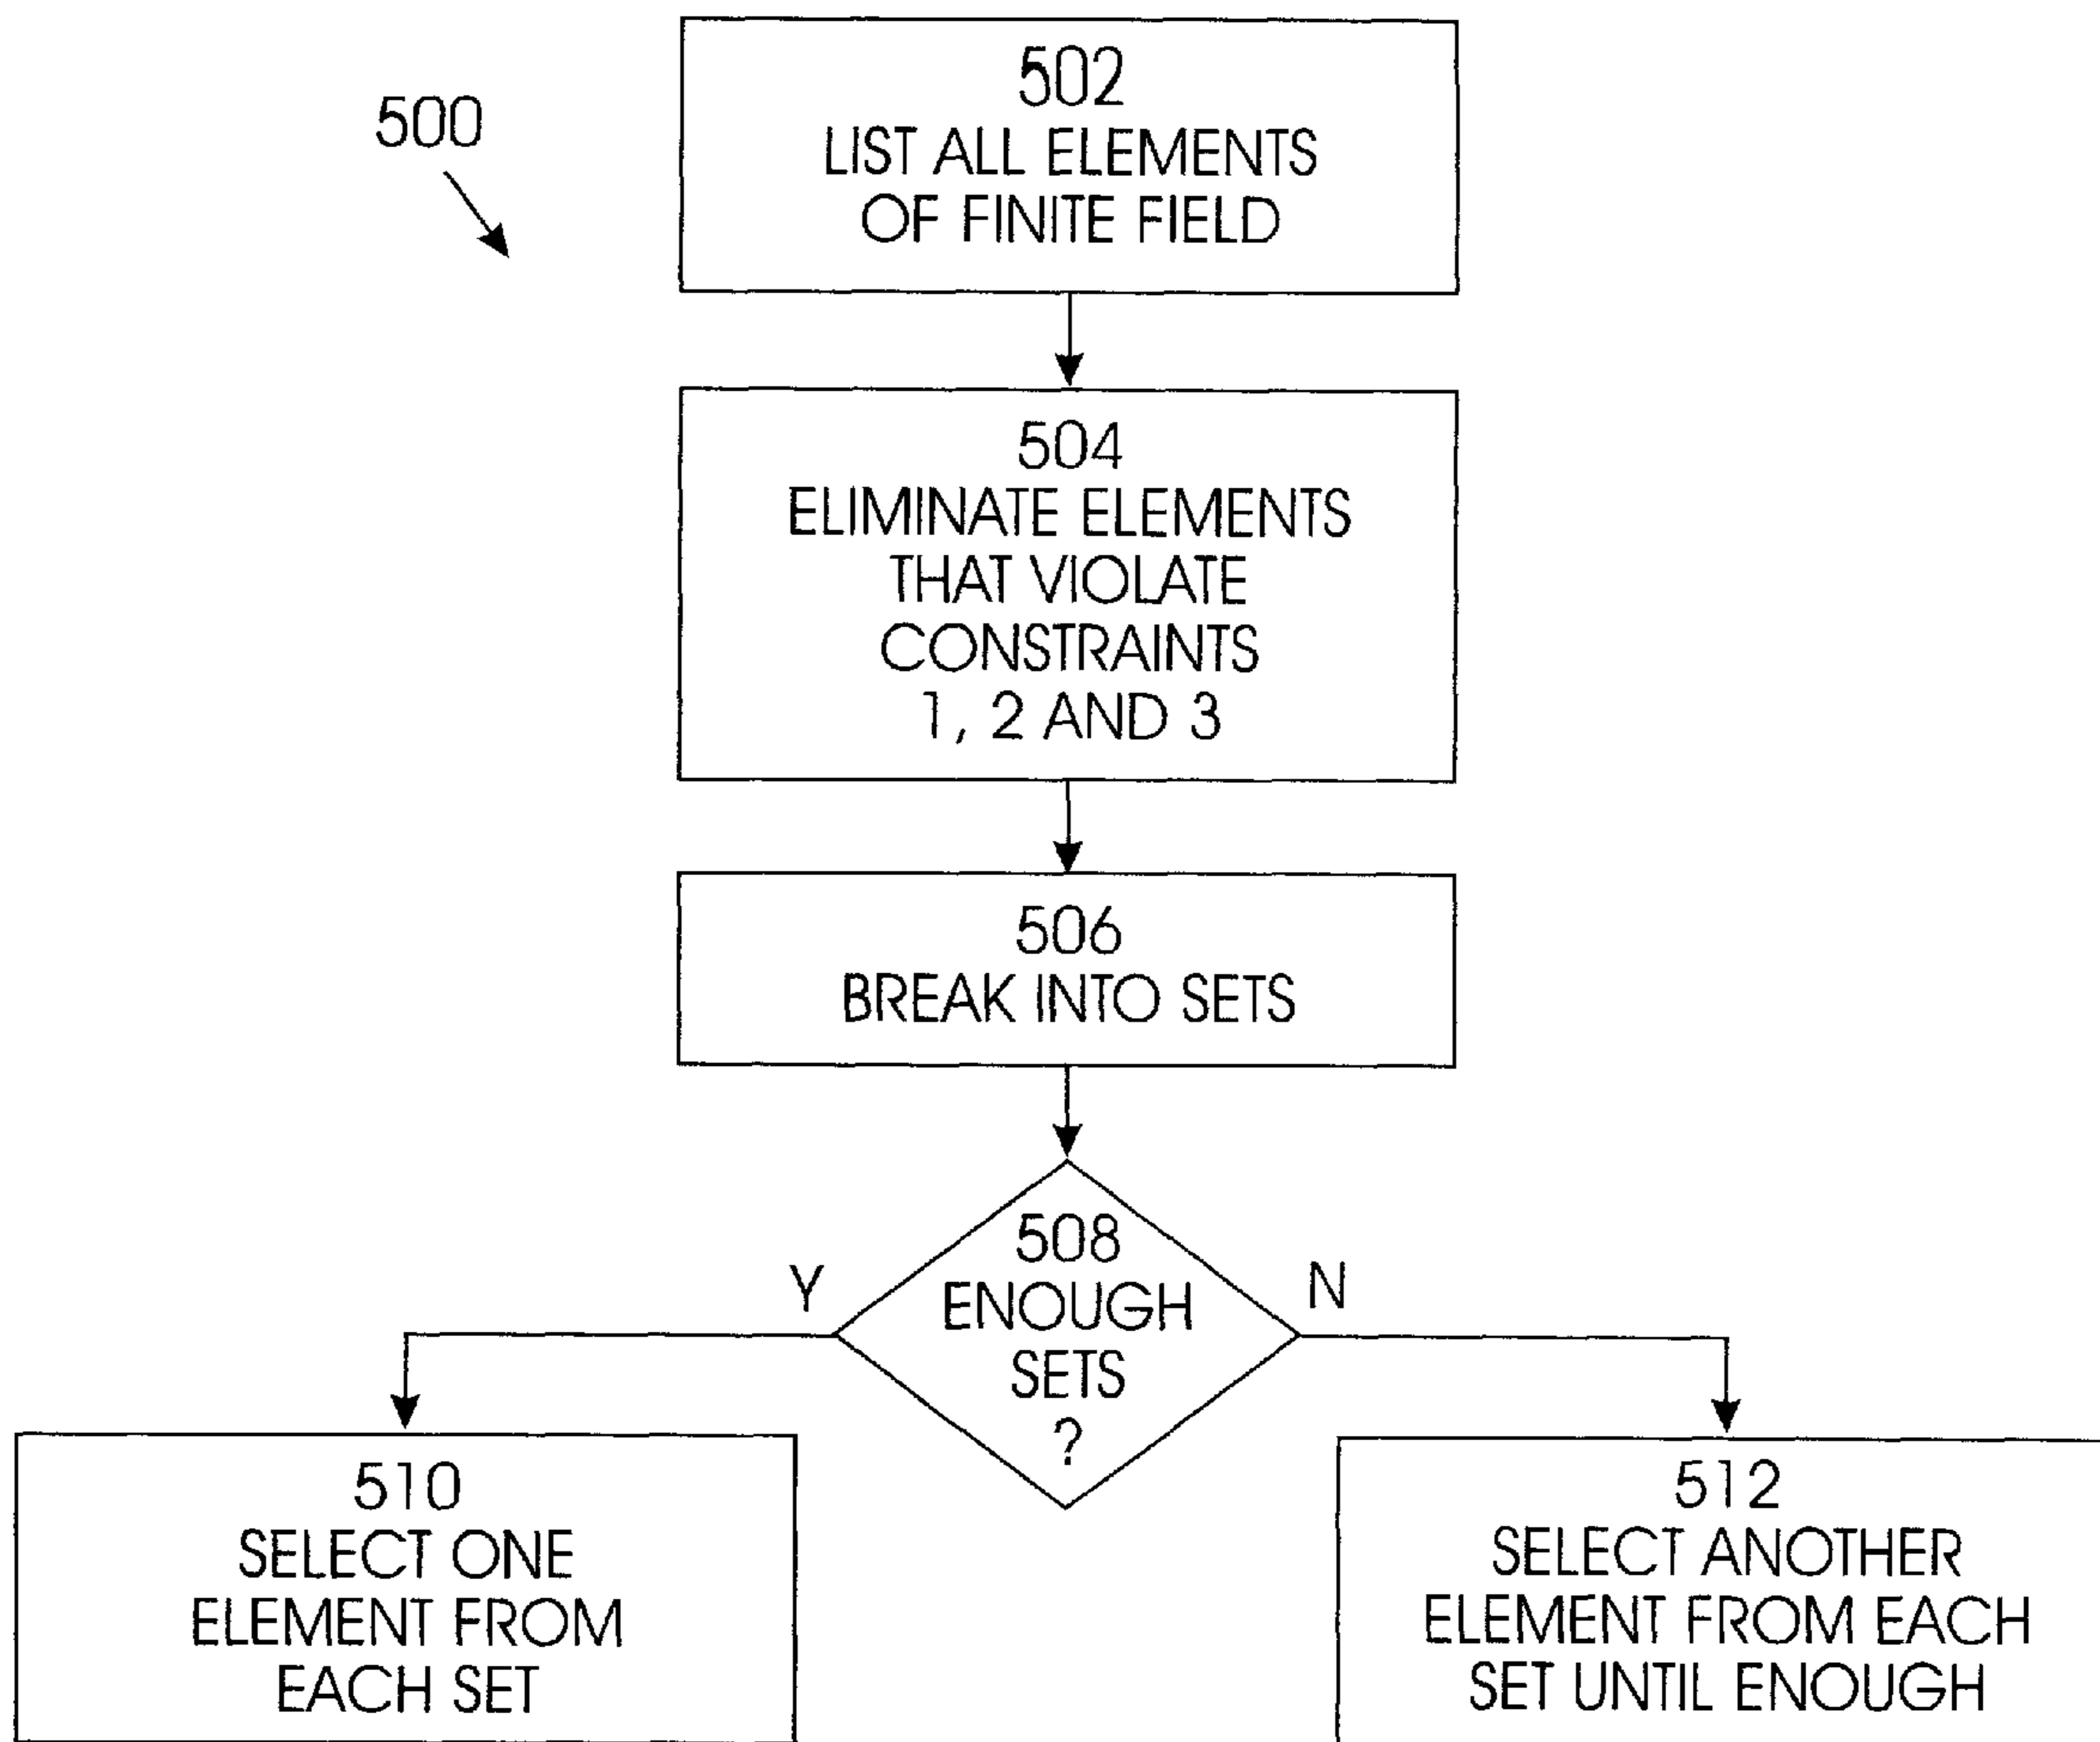 500
502
LIST ALL ELEMENTS
OF FINITE FIELD
504
ELIMINATE ELEMENTS
THAT VIOLATE
CONSTRAINTS
1, 2 AND 3
506
BREAK INTO SETS
508
ENOUGH
SETS
?
Y
N
510
SELECT ONE
ELEMENT FROM
EACH SET
512
SELECT ANOTHER
ELEMENT FROM EACH
SET UNTIL ENOUGH